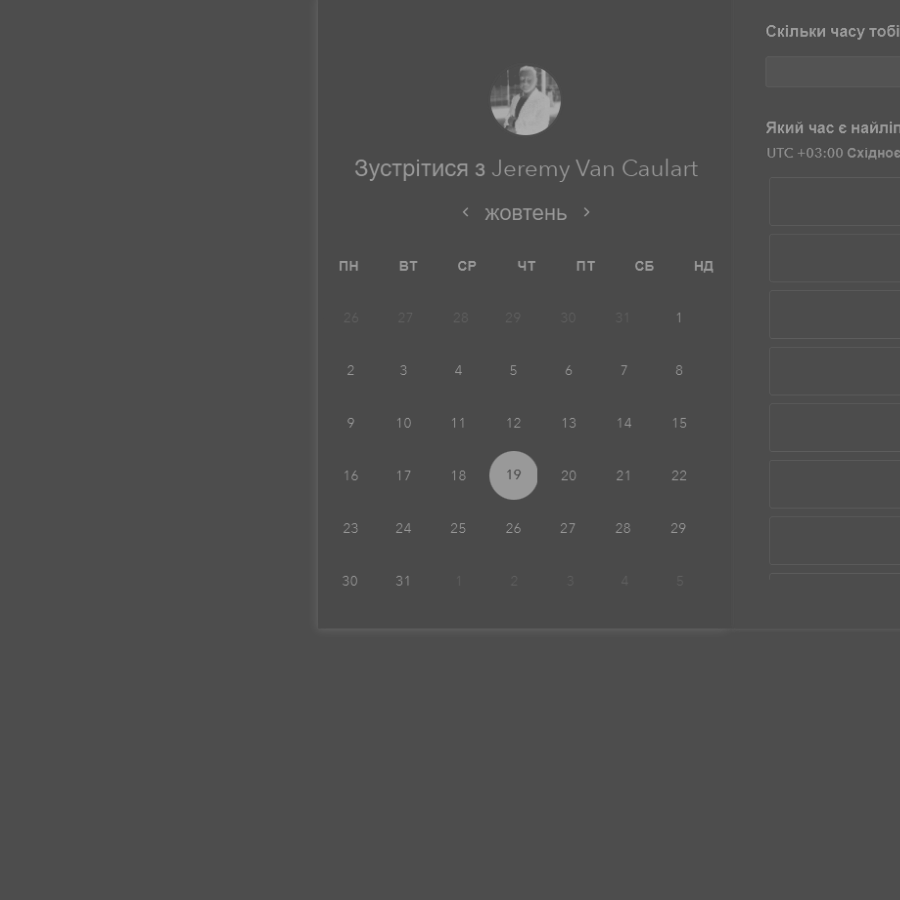 Зустрітися з Jeremy Van Caulart
жовтень
ПН ВТ СР ЧТ ПТ СБ НД
26 27 28 29 30 31 1
2 3 4 5 6 7 8
9 10 11 12 13 14 15
16 17 18 19 20 21 22
23 24 25 26 27 28 29
30 31 1 2 3 4 5
Скільки часу тобі
Який час є найліп
UTC +03:00 Східноє